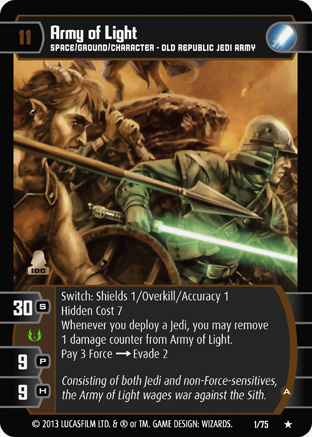 11
Army of Light
SPACE/GROUND/CHARACTER - OLD REPUBLIC JEDI ARMY
IDC
30 S
9 P
9 H
Switch: Shields 1/Overkill/Accuracy 1
Hidden Cost 7
Whenever you deploy a Jedi, you may remove
1 damage counter from Army of Light.
Pay 3 Force → Evade 2
Consisting of both Jedi and non-Force-sensitives,
the Army of Light wages war against the Sith.
A
© 2013 LUCASFILM LTD. & ® or TM. GAME DESIGN: WIZARDS. 1/75 ★